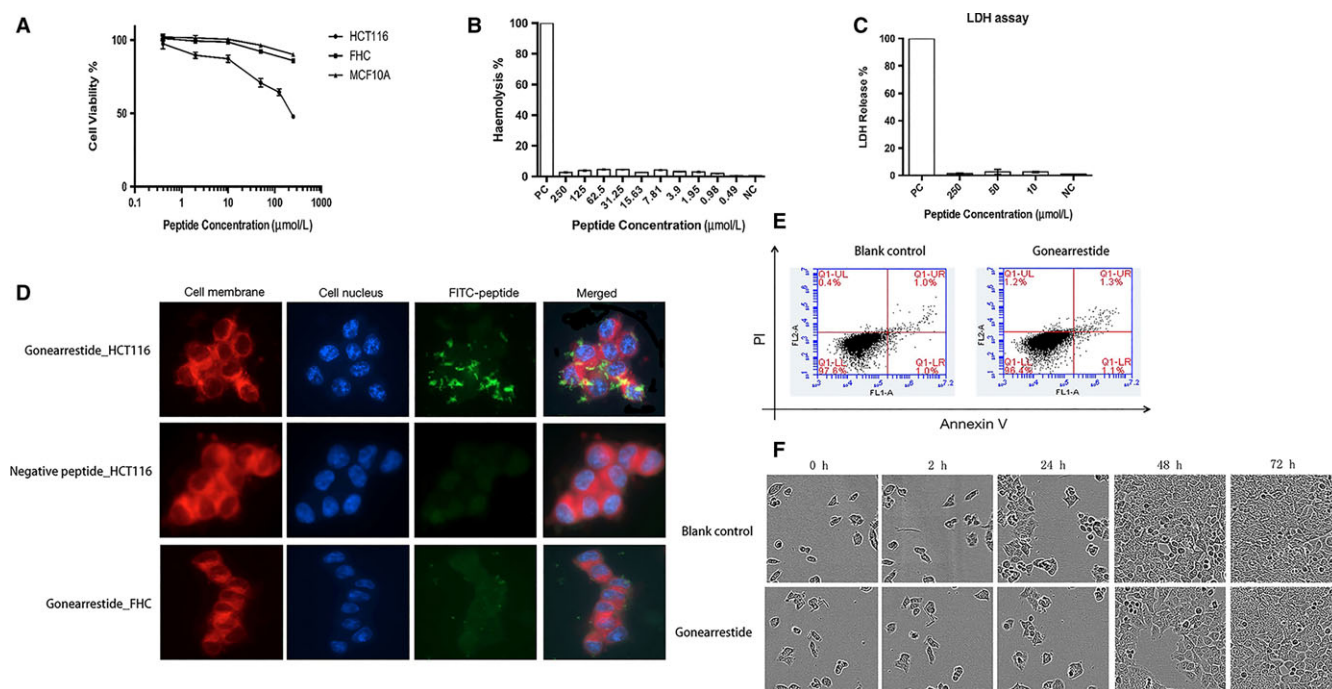 A
100
50
0
Cell Viability %
0.1
1
10
100
1000
Peptide Concentration (μmol/L)
HCT116
FHC
MCF10A
B
100
80
60
40
20
0
Haemolysis %
PC
250
125
62.5
31.25
15.63
7.81
3.9
1.95
0.98
0.49
NC
Peptide Concentration (μmol/L)
C
LDH assay
100
80
60
40
20
0
LDH Release %
PC
250
50
10
NC
Peptide Concentration (μmol/L)
D
Cell membrane
Cell nucleus
FITC-peptide
Merged
Gonearrestide_HCT116
Negative peptide_HCT116
Gonearrestide_FHC
E
Blank control
Gonearrestide
PI
Q1-UL
0.4%
Q1-UR
1.0%
97.6%
Q1-LR
1.0%
FL2-A
FL1-A
Q1-UL
1.2%
Q1-UR
1.3%
Q1-LR
1.1%
FL2-A
FL1-A
Annexin V
F
0 h
2 h
24 h
48 h
72 h
Blank control
Gonearrestide